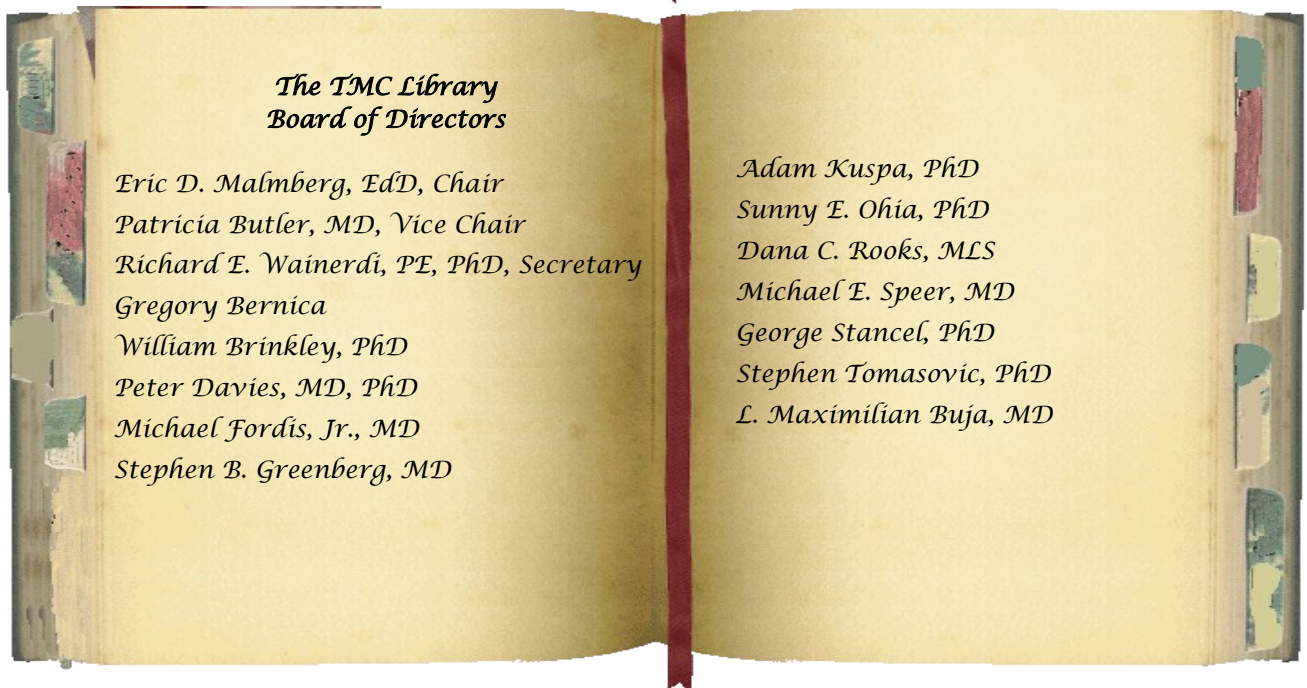 The TMC Library
Board of Directors
Eric D. Malmberg, EdD, Chair
Patricia Butler, MD, Vice Chair
Richard E. Wainerdi, PE, PhD, Secretary
Gregory Bernica
William Brinkley, PhD
Peter Davies, MD, PhD
Michael Fordis, Jr., MD
Stephen B. Greenberg, MD
Adam Kuspa, PhD
Sunny E. Ohia, PhD
Dana C. Rooks, MLS
Michael E. Speer, MD
George Stancel, PhD
Stephen Tomasovic, PhD
L. Maximilian Buja, MD